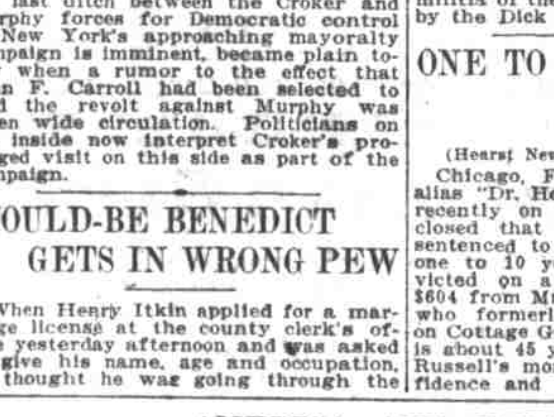 last ditch between the Croker and
rphy forces for Democratic control
New York's approaching mayoralty
mpaign is imminent, became plain to-
when a rumor to the effect that
n F. Carroll had been selected to
d the revolt against Murphy was
en wide circulation. Politicians on
inside now interpret Croker's pro-
ged visit on this side as part of the
mpaign.
OULD-BE BENEDICT
GETS IN WRONG PEW
When Henry Itkin applied for a mar-
ge license at the county clerk's of-
e yesterday afternoon and was asked
give his name, age and occupation,
thought he was going through the
by the Dick
ONE TO
(Hearst New
Chicago, F
alias "Dr. He
recently on
closed that
sentenced to
one to 10 ye
victed on a
$604 from M
who formerl
on Cottage G
is about 45 y
Russell's mo
fidence and